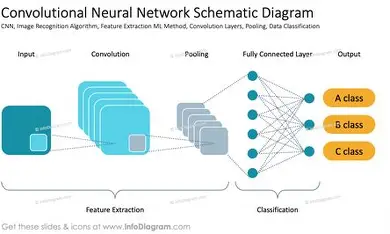 Convolutional Neural Network Schematic Diagram
CNN, Image Recognition Algorithm, Feature Extraction ML Method, Convolution Layers, Pooling, Data Classification
Input
Convolution
Pooling
Fully Connected Layer
Output
A class
B class
C class
Feature Extraction
Classification
Get these slides & icons at www.InfoDiagram.com